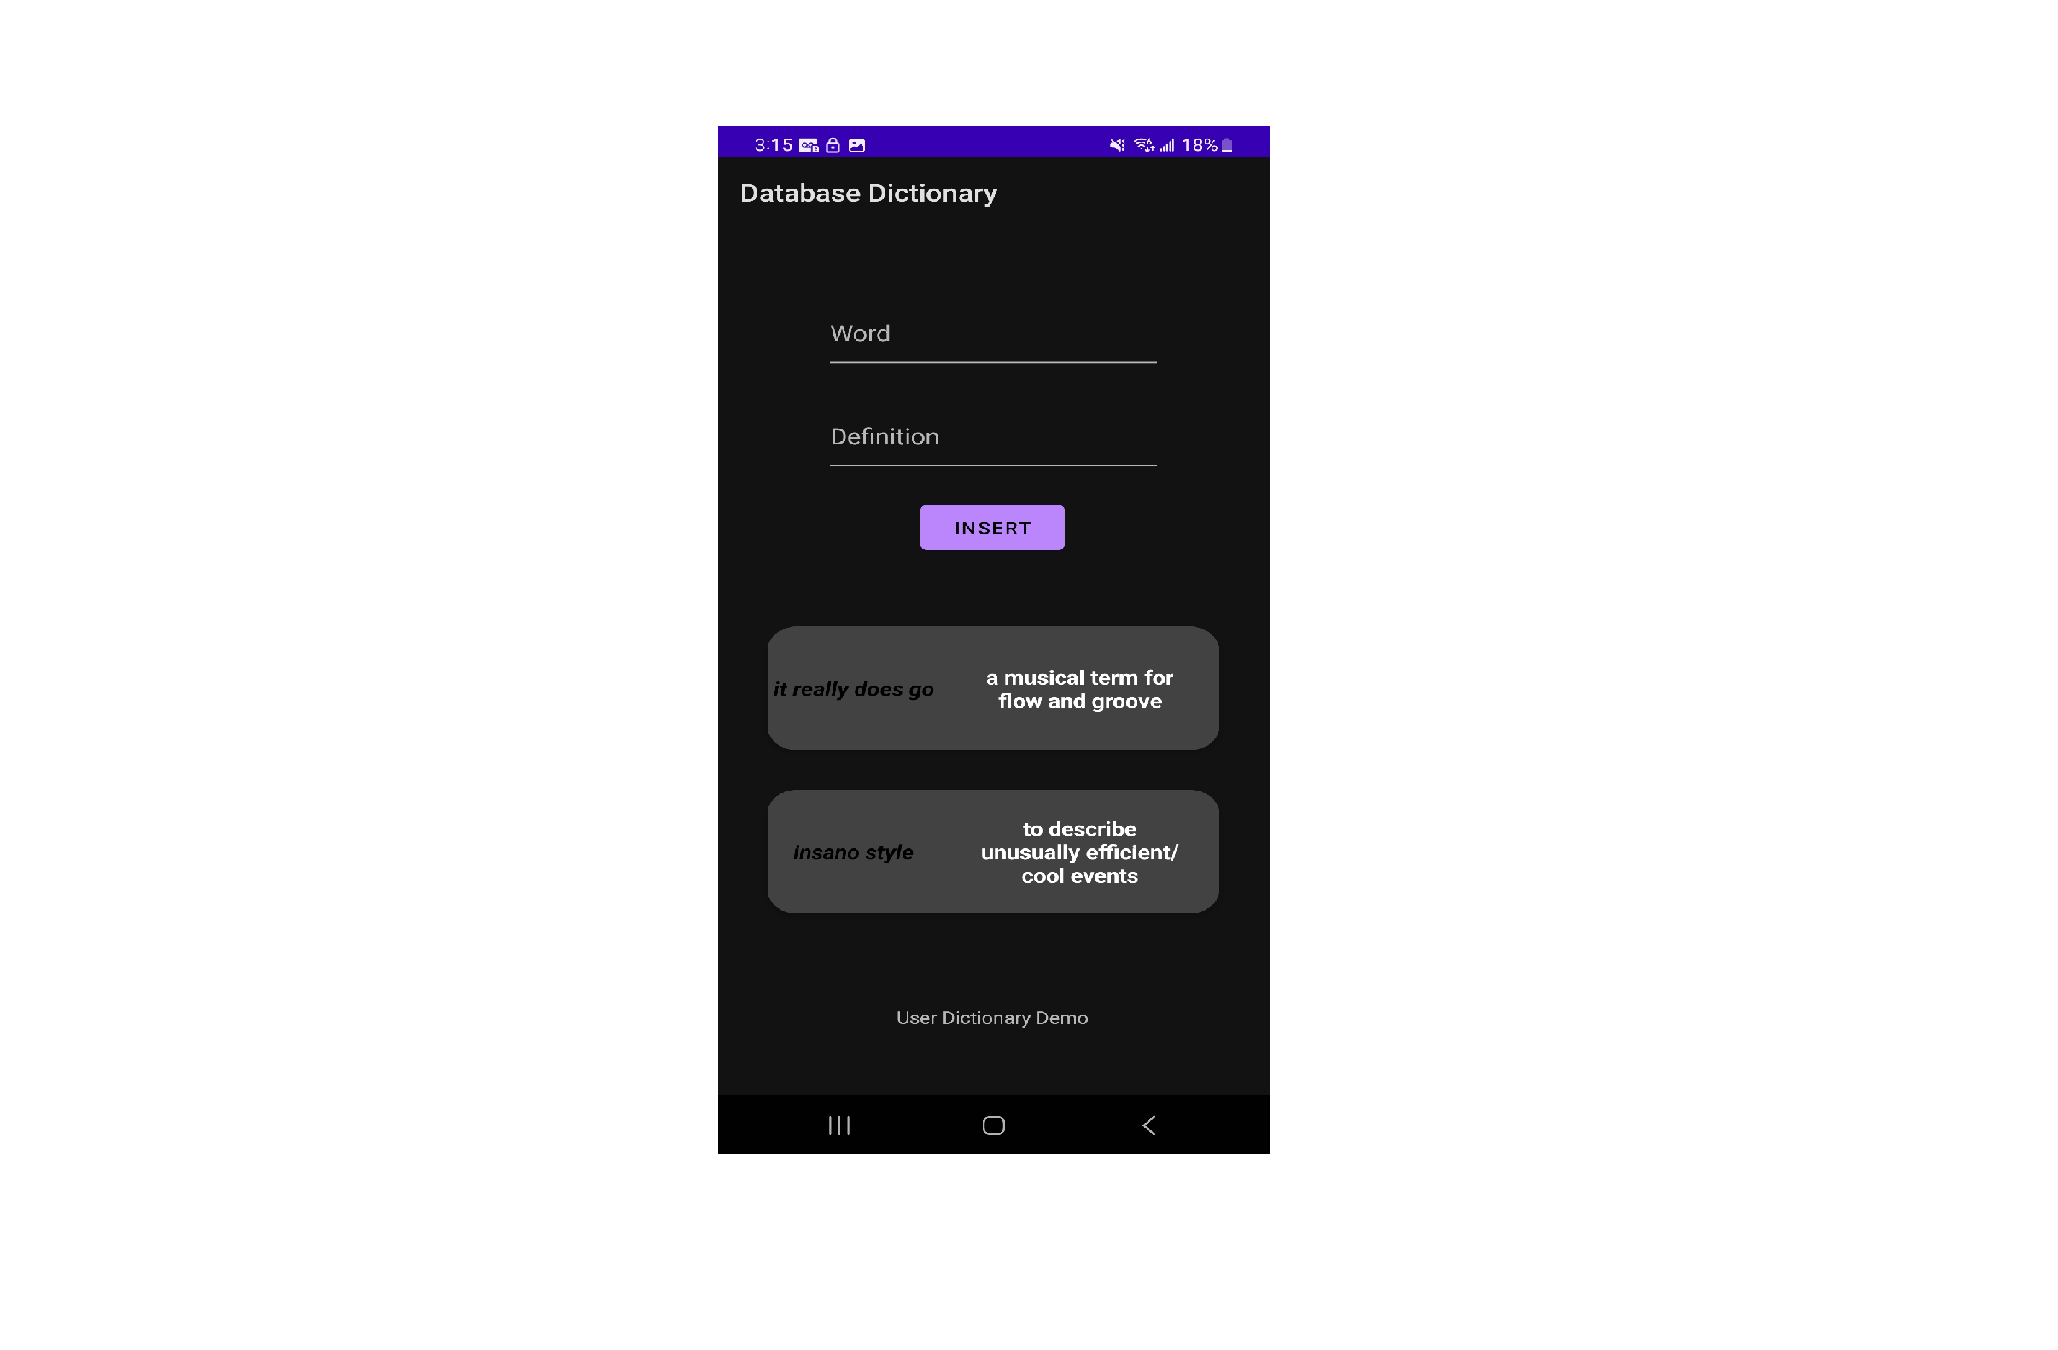 3:15
18%
Database Dictionary
Word
Definition
INSERT
it really does go
a musical term for
flow and groove
insano style
to describe
unusually efficient/
cool events
User Dictionary Demo